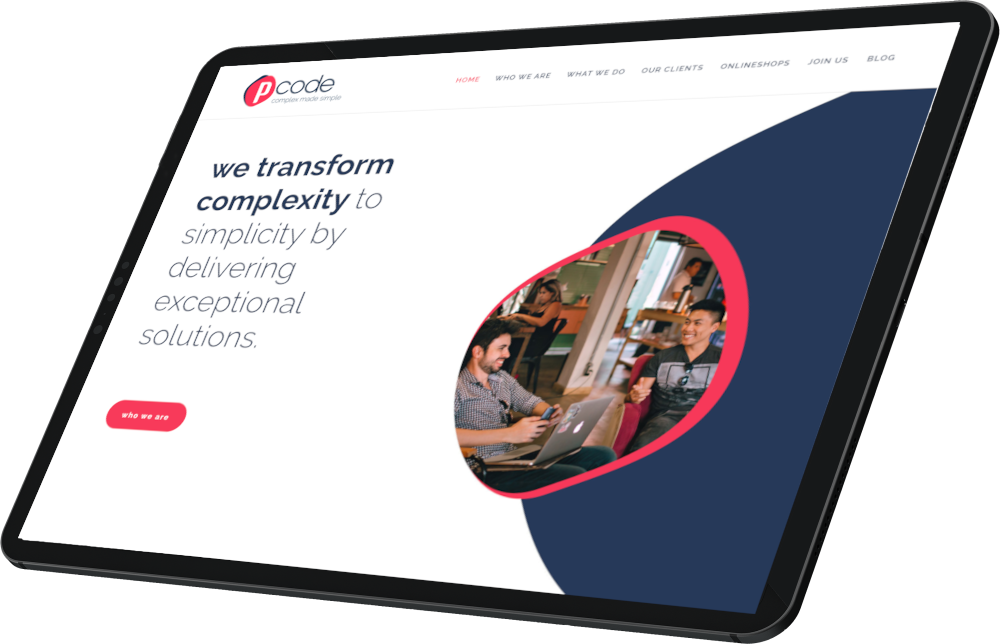 pcode
complex made simple
HOME WHO WE ARE WHAT WE DO OUR CLIENTS ONLINESHOPS JOIN US BLOG
we transform
complexity to
simplicity by
delivering
exceptional
solutions.
who we are